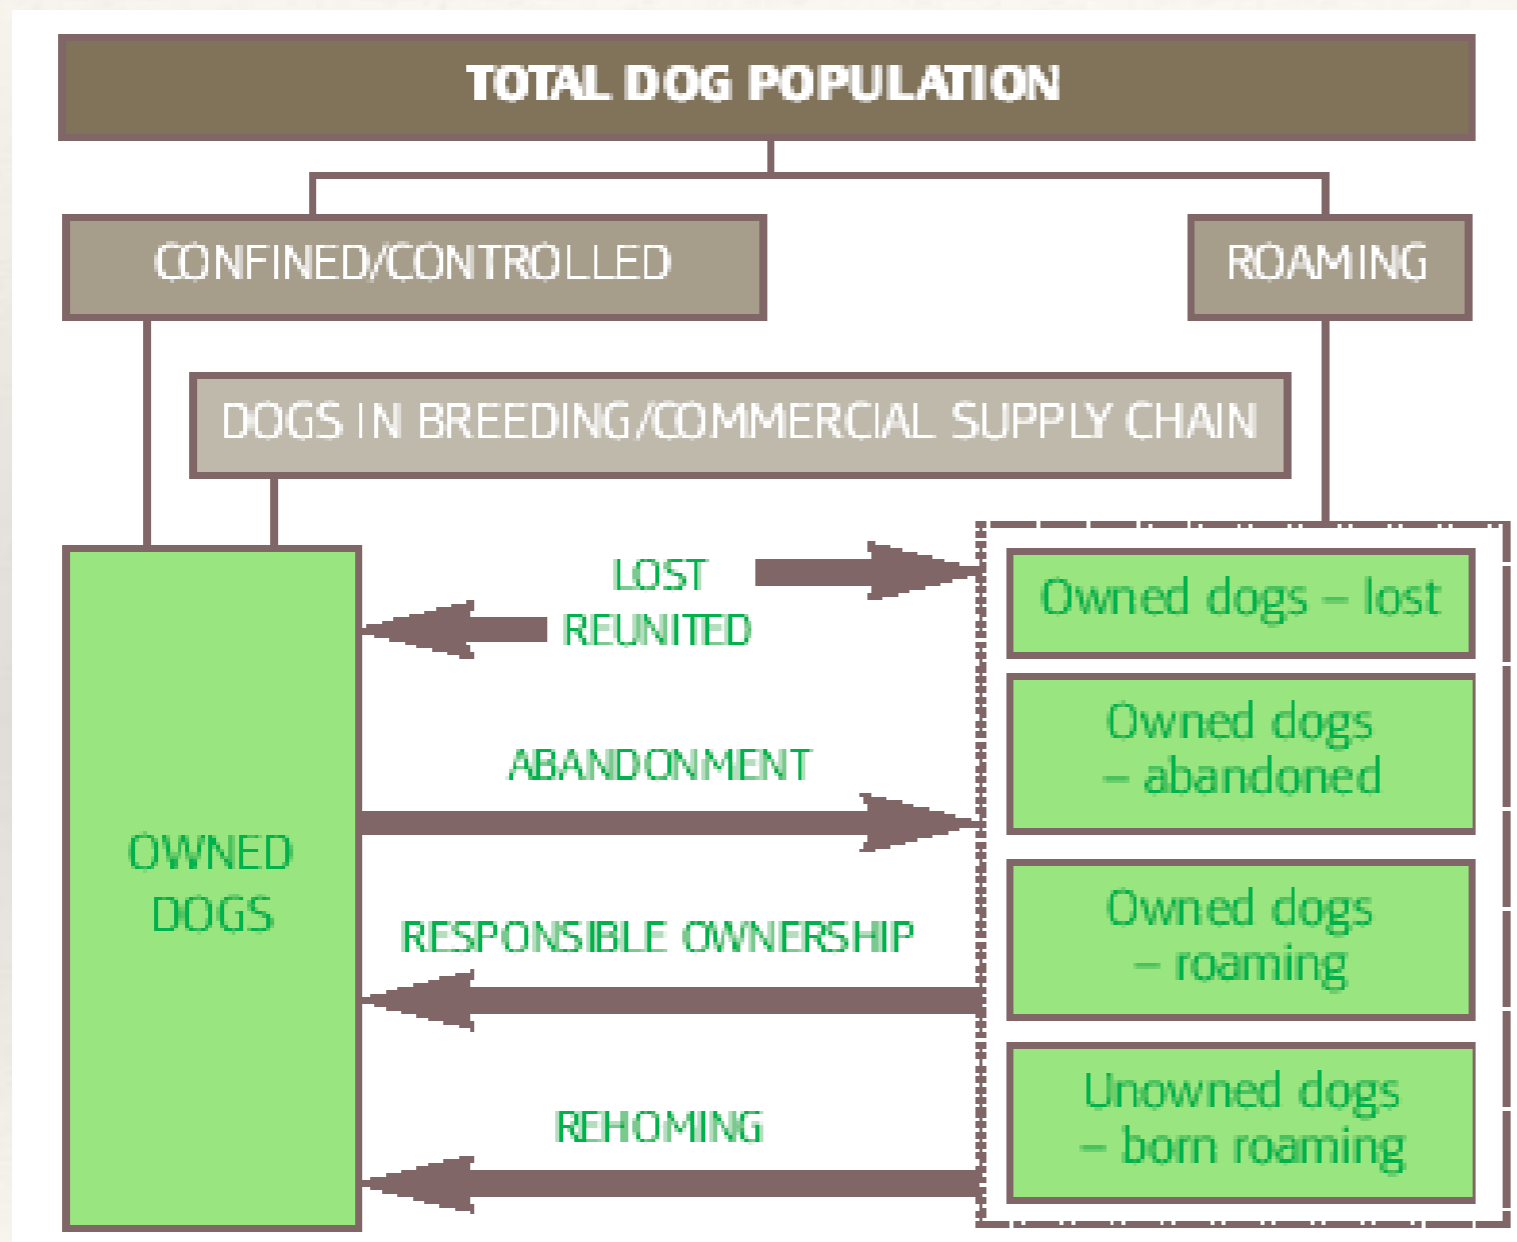 TOTAL DOG POPULATION
CONFINED/CONTROLLED
ROAMING
DOGS IN BREEDING/COMMERCIAL SUPPLY CHAIN
OWNED
DOGS
LOST
REUNITED
ABANDONMENT
RESPONSIBLE OWNERSHIP
REHOMING
Owned dogs – lost
Owned dogs
– abandoned
Owned dogs
– roaming
Unowned dogs
– born roaming